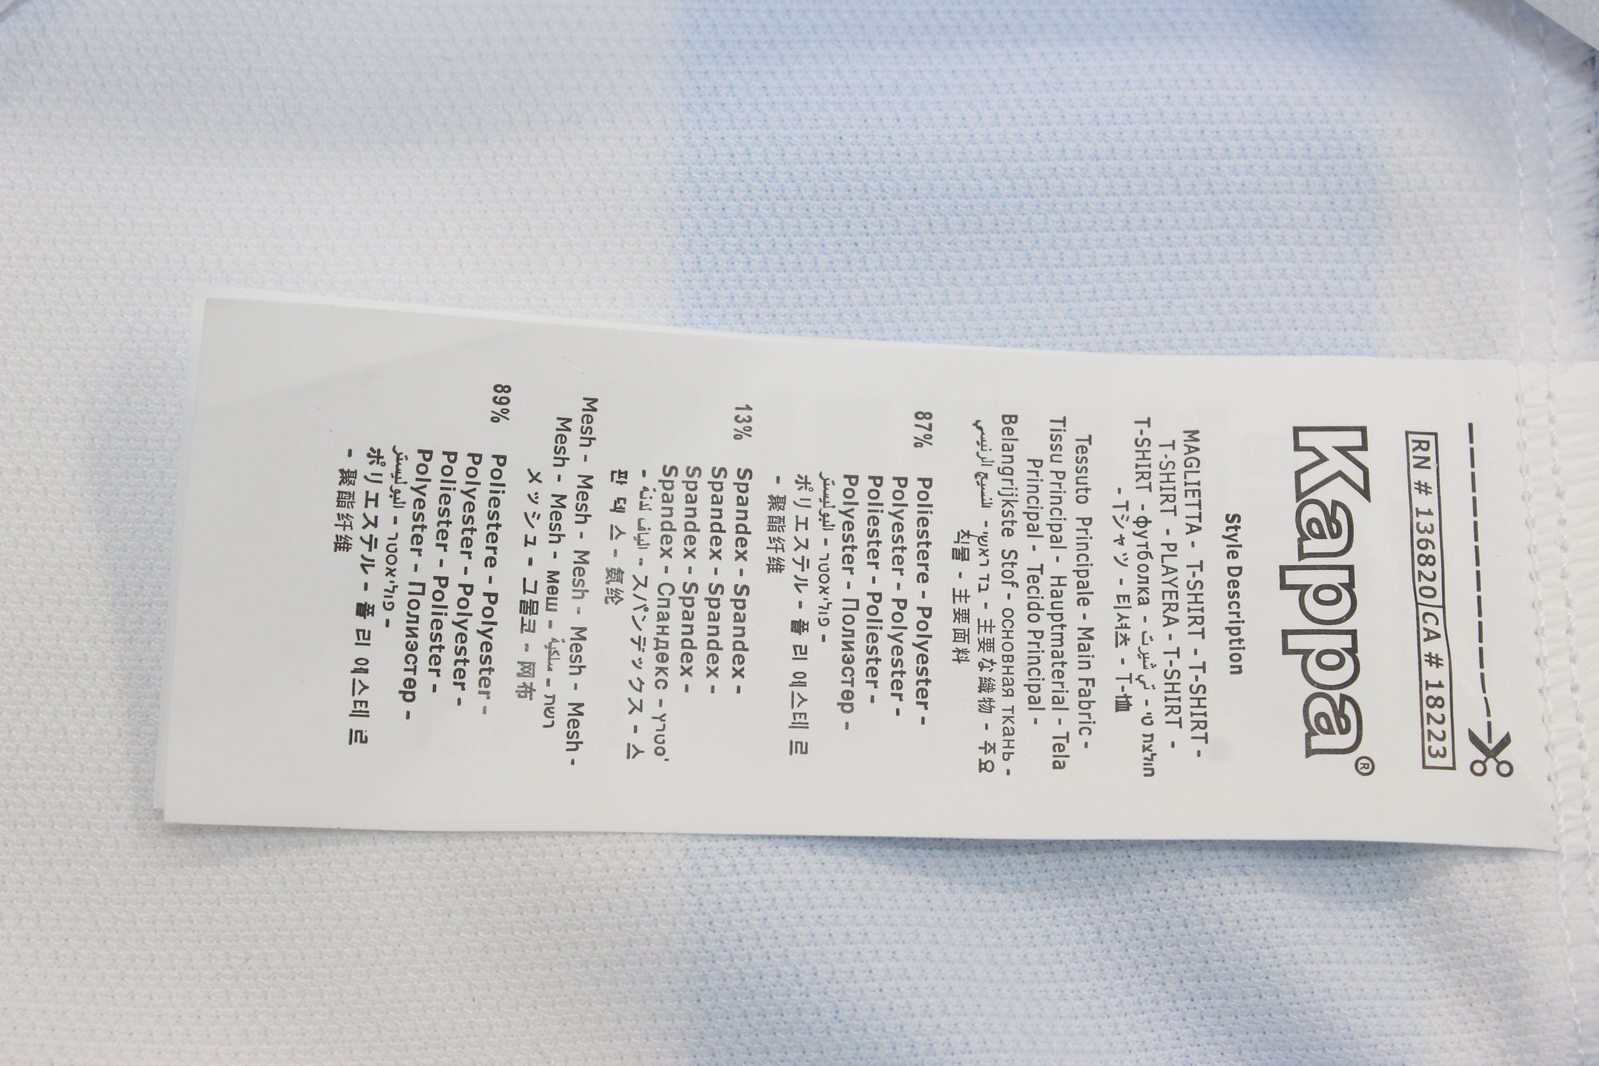 RN # 136820/CA # 18223
Kappa®
Style Description
MAGLIETTA - T-SHIRT - T-SHIRT -
T-SHIRT - PLAYERA - T-SHIRT -
T-SHIRT - футболка - تي شيرت - חולצת טי
- Tシャツ - 티셔츠 - T-恤
Tessuto Principale - Main Fabric -
Tissu Principal - Hauptmaterial - Tela
Principal - Tecido Principal -
Belangrijkste Stof - основная ткань -
النسيج الرئيسي - בד ראשי - 主要な織物 - 주요
직물 - 主要面料
87% Poliestere - Polyester -
Polyester - Polyester -
Poliester - Poliester -
Polyester - Полиэстер -
البوليستر - פוליאסטר -
ポリエステル - 폴 리 에스테 르
- 聚酯纤维
13% Spandex - Spandex -
Spandex - Spandex -
Spandex - Spandex -
Spandex - Спандекс - סטרץ'
- ألياف لدنة - スパンデックス - 스
판 덱 스 - 氨纶
Mesh - Mesh - Mesh - Mesh - Mesh -
Mesh - Mesh - Меш - سلكية - רשת
メッシュ - 그물코 - 网布
89% Poliestere - Polyester -
Polyester - Polyester -
Poliester - Poliester -
Polyester - Полиэстер -
البوليستر - פוליאסטר -
ポリエステル - 폴 리 에스테 르
- 聚酯纤维